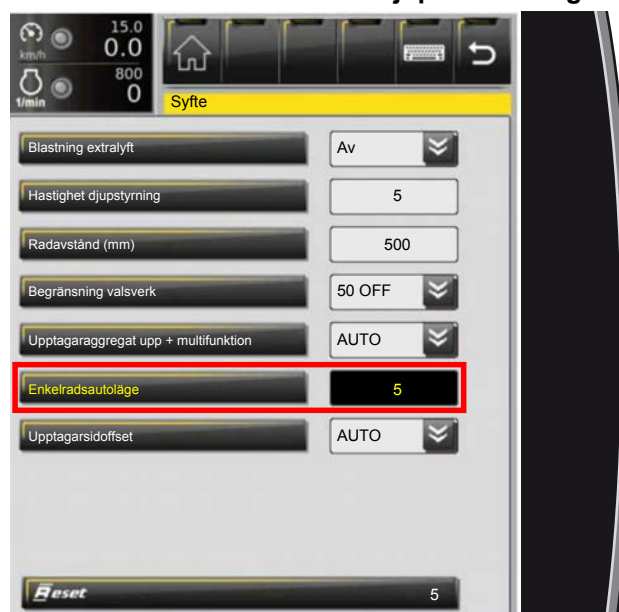 15.0
km/h 0.0
800
1/min 0
Syfte
Blastning extralyft Av
Hastighet djupstyrning 5
Radavstånd (mm) 500
Begränsning valsverk 50 OFF
Upptagaraggregat upp + multifunktion AUTO
Enkelradsautoläge 5
Upptagarsidoffset AUTO
Reset 5